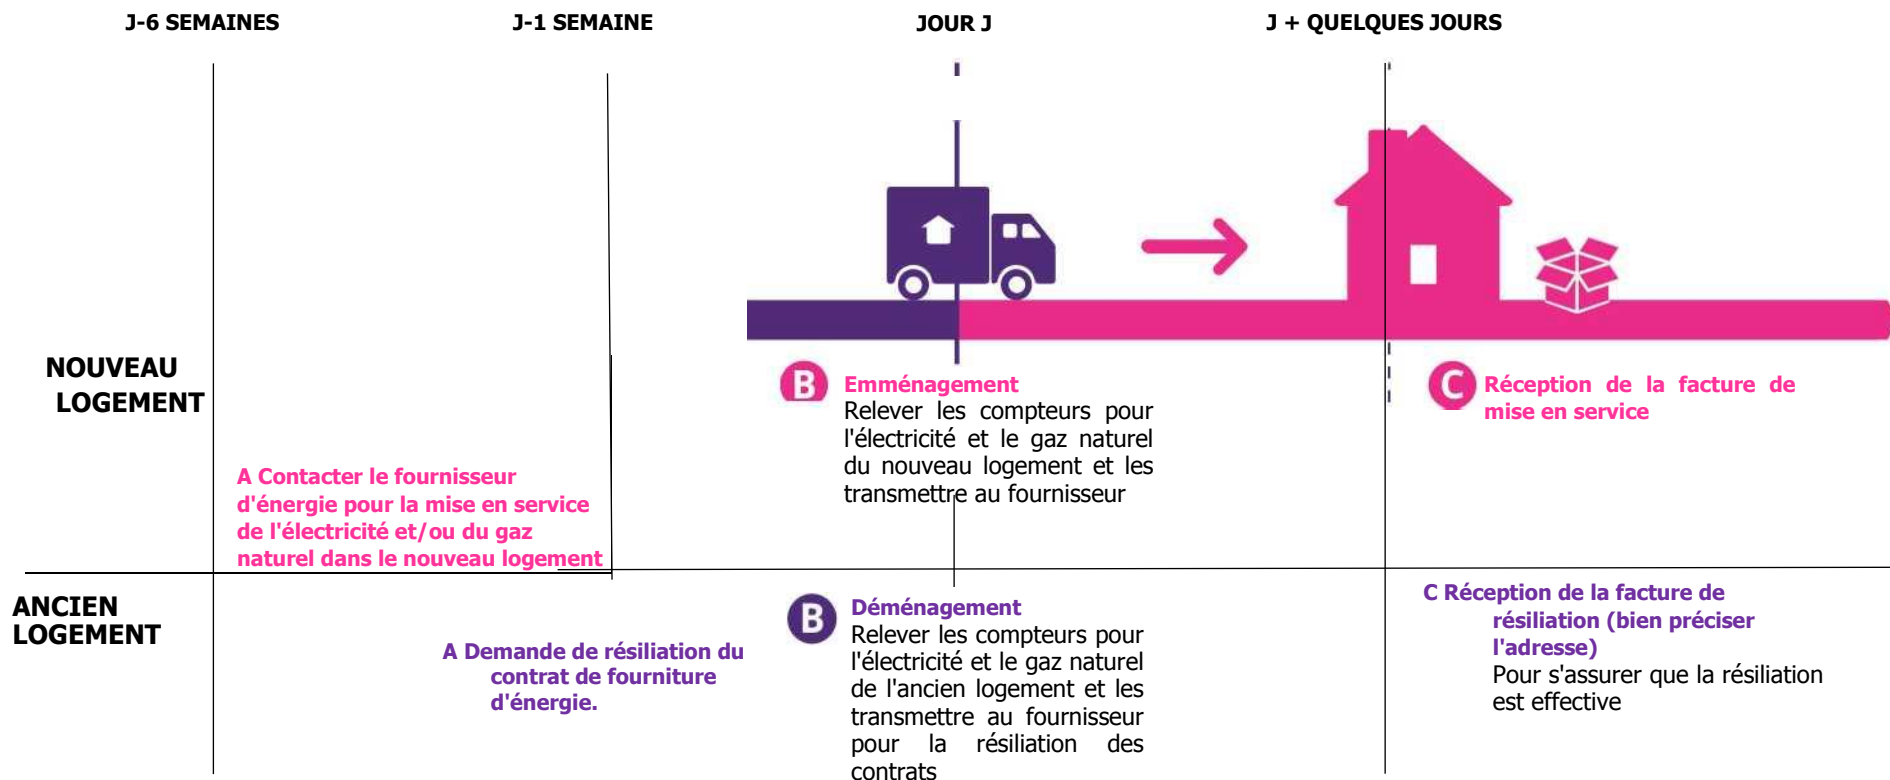 J-6 SEMAINES
J-1 SEMAINE
JOUR J
J + QUELQUES JOURS
NOUVEAU
LOGEMENT
A Contacter le fournisseur
d'énergie pour la mise en service
de l'électricité et/ou du gaz
naturel dans le nouveau logement
B
Emménagement
Relever les compteurs pour
l'électricité et le gaz naturel
du nouveau logement et les
transmettre au fournisseur
C
Réception de la facture de
mise en service
ANCIEN
LOGEMENT
A Demande de résiliation du
contrat de fourniture
d'énergie.
B
Déménagement
Relever les compteurs pour
l'électricité et le gaz naturel
de l'ancien logement et les
transmettre au fournisseur
pour la résiliation des
contrats
C Réception de la facture de
résiliation (bien préciser
l'adresse)
Pour s'assurer que la résiliation
est effective